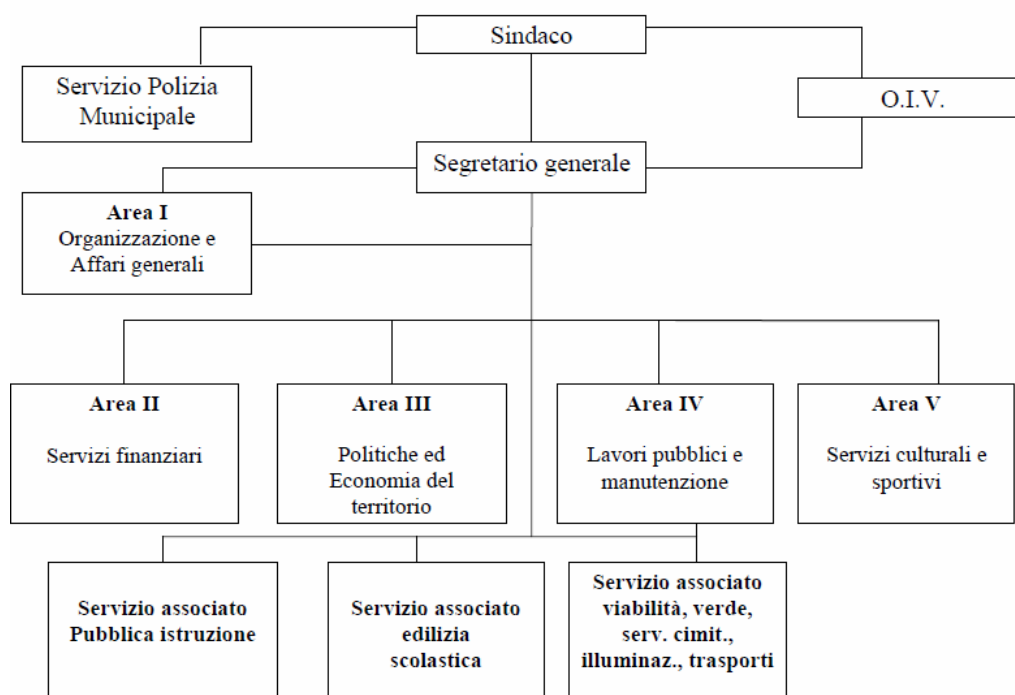 Sindaco
Servizio Polizia
Municipale
O.I.V.
Segretario generale
Area I
Organizzazione e
Affari generali
Area II
Servizi finanziari
Area III
Politiche ed
Economia del
territorio
Area IV
Lavori pubblici e
manutenzione
Area V
Servizi culturali e
sportivi
Servizio associato
Pubblica istruzione
Servizio associato
edilizia
scolastica
Servizio associato
viabilità, verde,
serv. cimit.,
illuminaz., trasporti